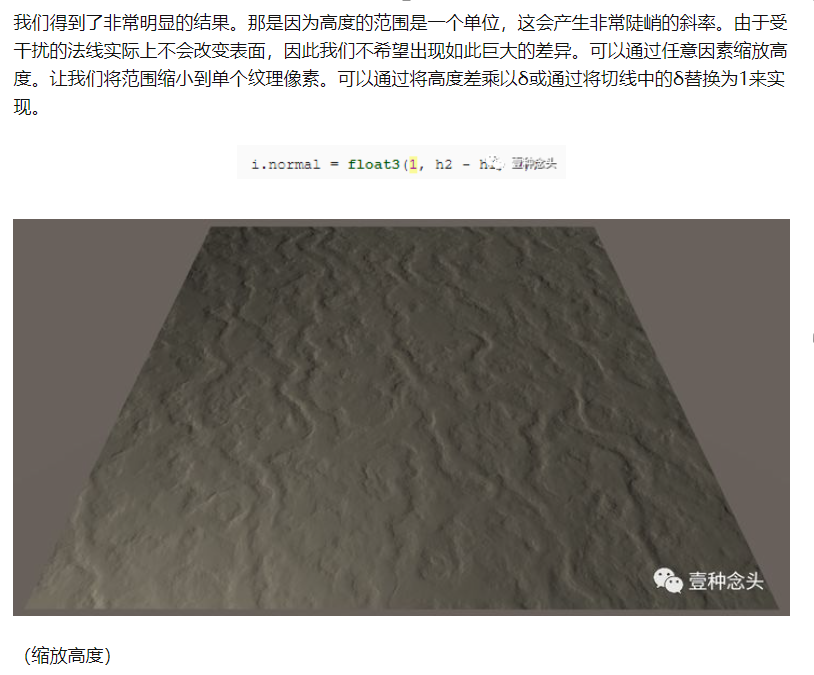 我们得到了非常明显的结果。那是因为高度的范围是一个单位，这会产生非常陡峭的斜率。由于受
干扰的法线实际上不会改变表面，因此我们不希望出现如此巨大的差异。可以通过任意因素缩放高
度。让我们将范围缩小到单个纹理像素。可以通过将高度差乘以δ或通过将切线中的δ替换为1来实
现。
i.normal = float3(1, h2 - 壹种念头
壹种念头
（缩放高度）